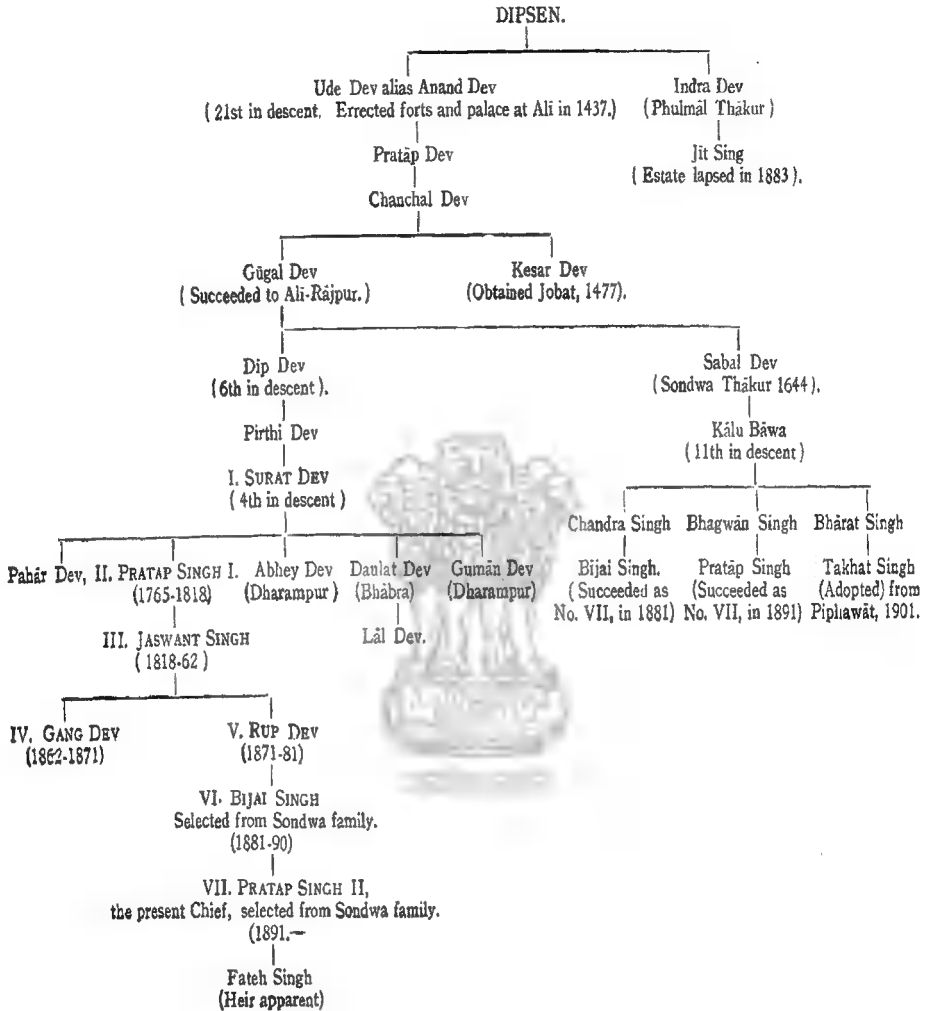 DIPSEN.
Ude Dev alias Anand Dev
(21st in descent. Errected forts and palace at Ali in 1437.)
Indra Dev
(Phulmāl Thākur)
Pratāp Dev
Jīt Sing
(Estate lapsed in 1883).
Chanchal Dev
Gūgal Dev
(Succeeded to Alī-Rājpur.)
Kesar Dev
(Obtained Jobat, 1477).
Dip Dev
(6th in descent).
Sabal Dev
(Sondwa Thākur 1644).
Pirthi Dev
Kālu Bāwa
(11th in descent)
I. SURAT DEV
(4th in descent)
Chandra Singh Bhagwān Singh Bhārat Singh
Pahār Dev, II. PRATAP SINGH I. Abhey Dev Daulat Dev Gumān Dev
(1765-1818) (Dharampur) (Bhābra) (Dharampur)
Bijai Singh. Pratāp Singh Takhat Singh
(Succeeded as (Succeeded as (Adopted) from
No. VII, in 1881) No. VII, in 1891) Piplıawāt, 1901.
III. JASWANT SINGH
(1818-62)
Lāl Dev.
IV. GANG DEV
(1862-1871)
V. RUP DEV
(1871-81)
VI. BIJAI SINGH
Selected from Sondwa family.
(1881-90)
VII. PRATAP SINGH II,
the present Chief, selected from Sondwa family.
(1891.—
Fateh Singh
(Heir apparent)